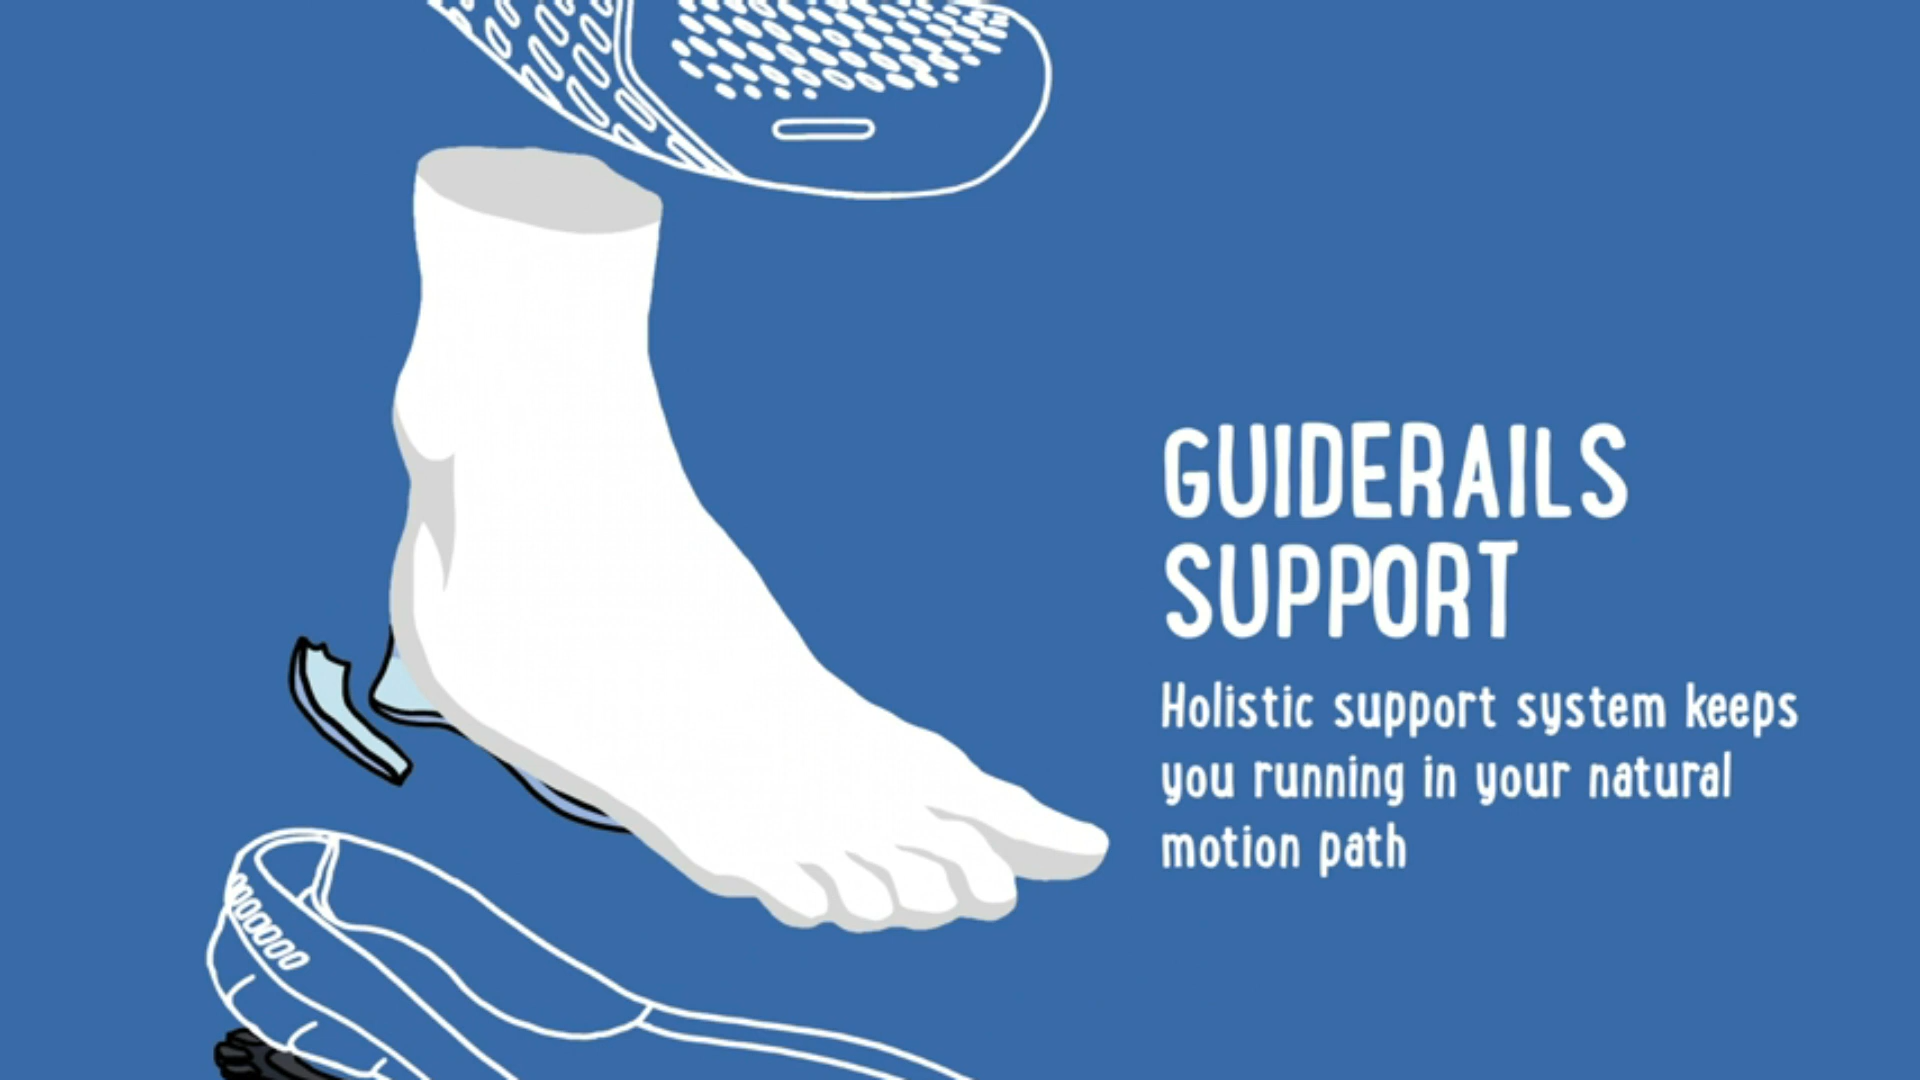 GUIDERAILS
SUPPORT
Holistic support system keeps
you running in your natural
motion path